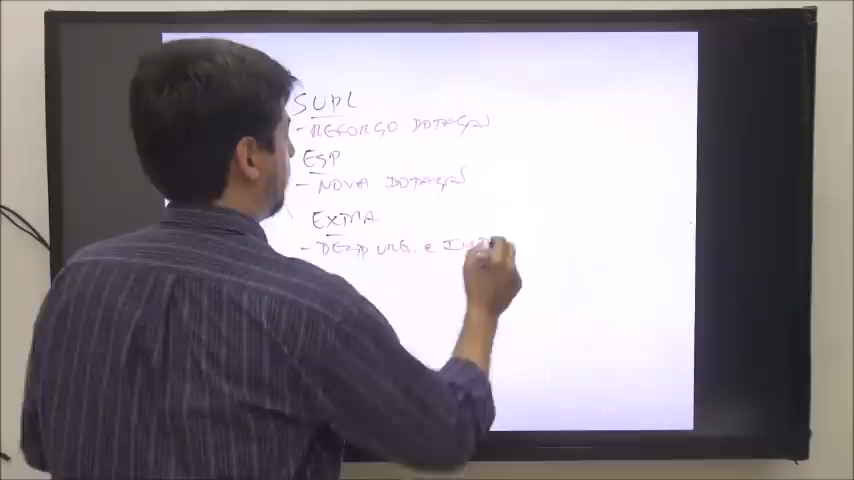 SUPL
- REFORÇO DOTAÇÃO
ESP
- NOVA DOTAÇÃO
EXTRA
- DESP URG. e